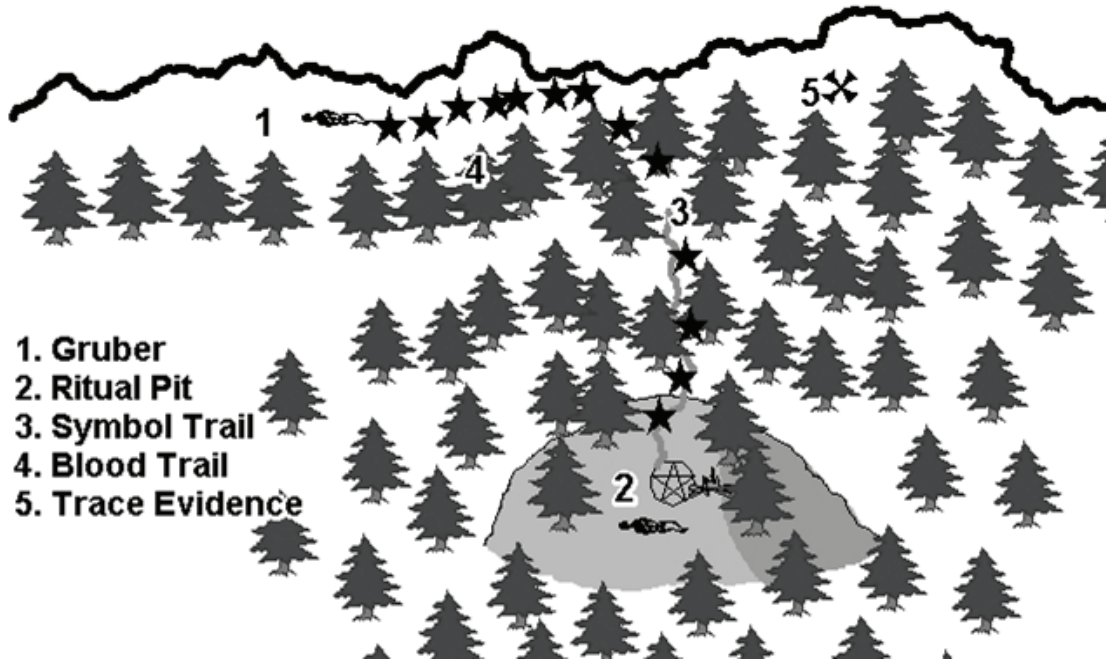 5
1
4
3
1. Gruber
2. Ritual Pit
3. Symbol Trail
4. Blood Trail
5. Trace Evidence
2